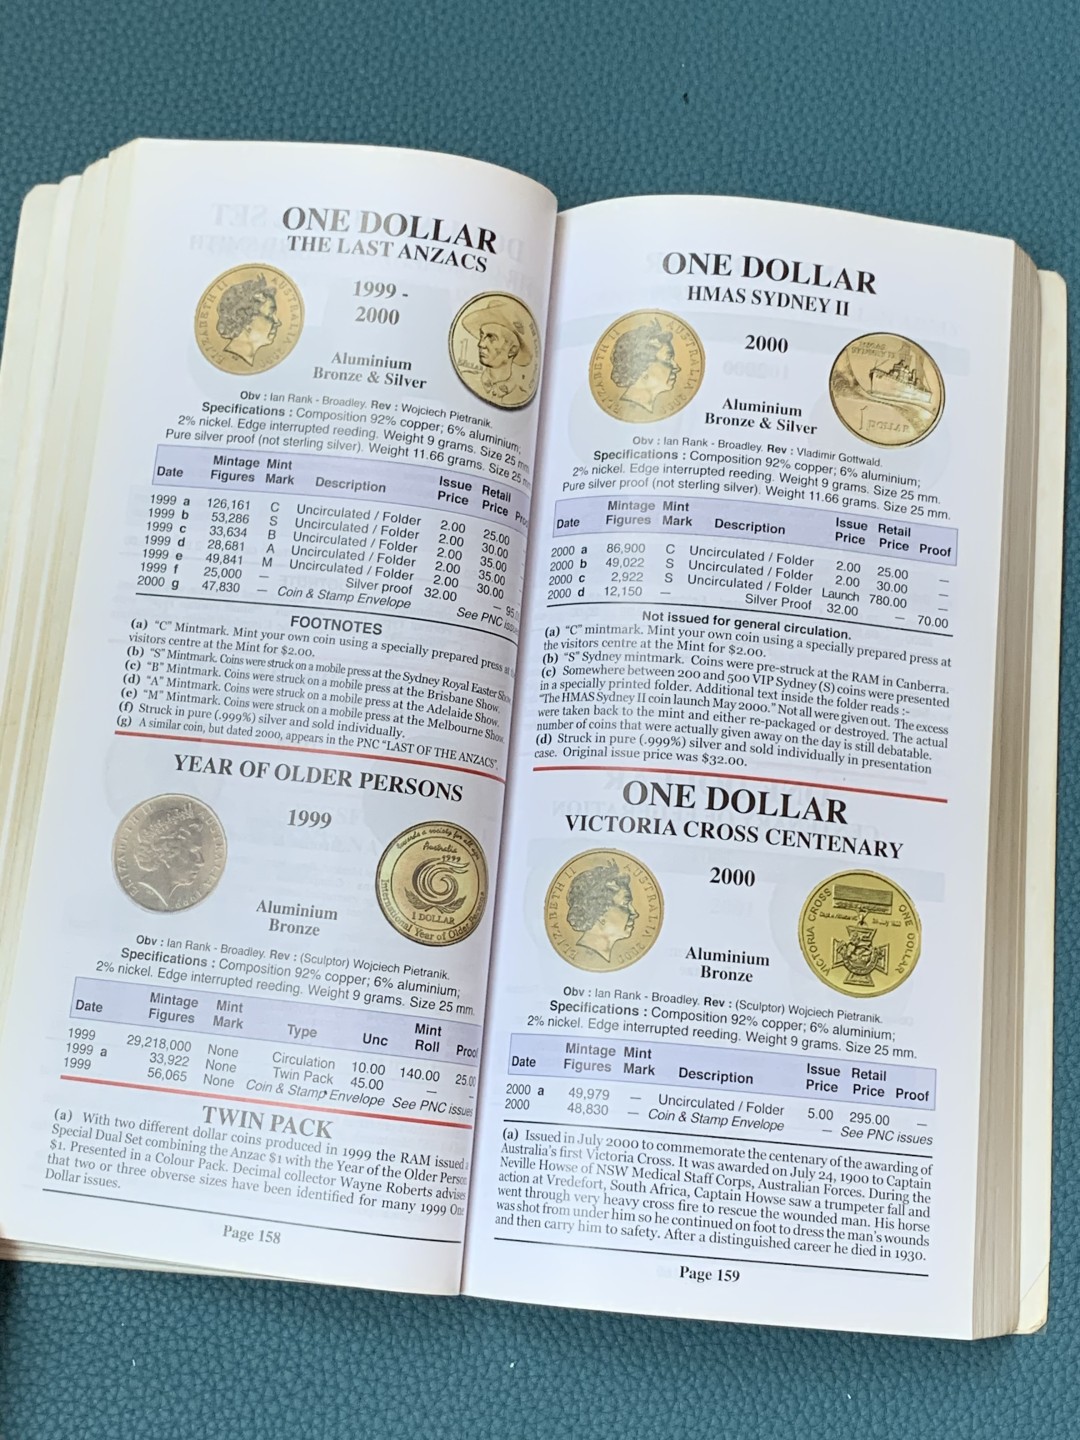 ONE DOLLAR
THE LAST ANZACS
1999 -
2000
Aluminium
Bronze & Silver
Obv : Ian Rank - Broadley. Rev : Wojciech Pietranik.
Specifications : Composition 92% copper; 6% aluminium;
2% nickel. Edge interrupted reeding. Weight 9 grams. Size 25 mm.
Pure silver proof (not sterling silver). Weight 11.66 grams. Size 25 mm
Date Mintage Figures Mint Mark Description Issue Price Retail Price
1999 a 126,161 C Uncirculated / Folder 2.00 25.00
1999 b 53,286 S Uncirculated / Folder 2.00 30.00
1999 c 33,634 B Uncirculated / Folder 2.00 35.00
1999 d 28,681 A Uncirculated / Folder 2.00 35.00
1999 e 49,841 M Uncirculated / Folder 2.00 30.00
1999 f 25,000 — Silver proof 32.00 —
2000 g 47,830 — Coin & Stamp Envelope See PNC issues
FOOTNOTES
(a) "C" Mintmark. Mint your own coin using a specially prepared press at
visitors centre at the Mint for $2.00.
(b) "S" Mintmark. Coins were struck on a mobile press at the Sydney Royal Easter Show.
(c) "B" Mintmark. Coins were struck on a mobile press at the Brisbane Show.
(d) "A" Mintmark. Coins were struck on a mobile press at the Adelaide Show.
(e) "M" Mintmark. Coins were struck on a mobile press at the Melbourne Show
(f) Struck in pure (.999%) silver and sold individually.
(g) A similar coin, but dated 2000, appears in the PNC "LAST OF THE ANZACS".
YEAR OF OLDER PERSONS
1999
Aluminium
Bronze
Obv : Ian Rank - Broadley. Rev : (Sculptor) Wojciech Pietranik.
Specifications : Composition 92% copper; 6% aluminium;
2% nickel. Edge interrupted reeding. Weight 9 grams. Size 25 mm.
Date Mintage Figures Mint Mark Type Unc Mint Roll Proof
1999 29,218,000 None Circulation 10.00 140.00 25.00
1999 a 33,922 None Twin Pack 45.00 —
1999 56,065 None Coin & Stamp Envelope See PNC issues
TWIN PACK
(a) With two different dollar coins produced in 1999 the RAM issued a
Special Dual Set combining the Anzac $1 with the Year of the Older Person
$1. Presented in a Colour Pack. Decimal collector Wayne Roberts advises
that two or three obverse sizes have been identified for many 1999 One
Dollar issues.
Page 158
ONE DOLLAR
HMAS SYDNEY II
2000
Aluminium
Bronze & Silver
Obv : Ian Rank - Broadley. Rev : Vladimir Gottwald.
Specifications : Composition 92% copper; 6% aluminium;
2% nickel. Edge interrupted reeding. Weight 9 grams. Size 25 mm.
Pure silver proof (not sterling silver). Weight 11.66 grams. Size 25 mm.
Date Mintage Figures Mint Mark Description Issue Price Retail Price Proof
2000 a 86,900 C Uncirculated / Folder 2.00 25.00 —
2000 b 49,022 S Uncirculated / Folder 2.00 30.00 —
2000 c 2,922 S Uncirculated / Folder Launch 780.00 —
2000 d 12,150 — Silver Proof 32.00 — 70.00
Not issued for general circulation.
(a) "C" mintmark. Mint your own coin using a specially prepared press at
the visitors centre at the Mint for $2.00.
(b) "S" Sydney mintmark. Coins were pre-struck at the RAM in Canberra.
(c) Somewhere between 200 and 500 VIP Sydney (S) coins were presented
in a specially printed folder. Additional text inside the folder reads :-
"The HMAS Sydney II coin launch May 2000." Not all were given out. The excess
were taken back to the mint and either re-packaged or destroyed. The actual
number of coins that were actually given away on the day is still debatable.
(d) Struck in pure (.999%) silver and sold individually in presentation
case. Original issue price was $32.00.
ONE DOLLAR
VICTORIA CROSS CENTENARY
2000
Aluminium
Bronze
Obv : Ian Rank - Broadley. Rev : (Sculptor) Wojciech Pietranik.
Specifications : Composition 92% copper; 6% aluminium;
2% nickel. Edge interrupted reeding. Weight 9 grams. Size 25 mm.
Date Mintage Figures Mint Mark Description Issue Price Retail Price Proof
2000 a 49,979 — Uncirculated / Folder 5.00 295.00 —
2000 48,830 — Coin & Stamp Envelope — See PNC issues
(a) Issued in July 2000 to commemorate the centenary of the awarding of
Australia's first Victoria Cross. It was awarded on July 24, 1900 to Captain
Neville Howse of NSW Medical Staff Corps, Australian Forces. During the
action at Vredefort, South Africa, Captain Howse saw a trumpeter fall and
went through very heavy cross fire to rescue the wounded man. His horse
was shot from under him so he continued on foot to dress the man's wounds
and then carry him to safety. After a distinguished career he died in 1930.
Page 159